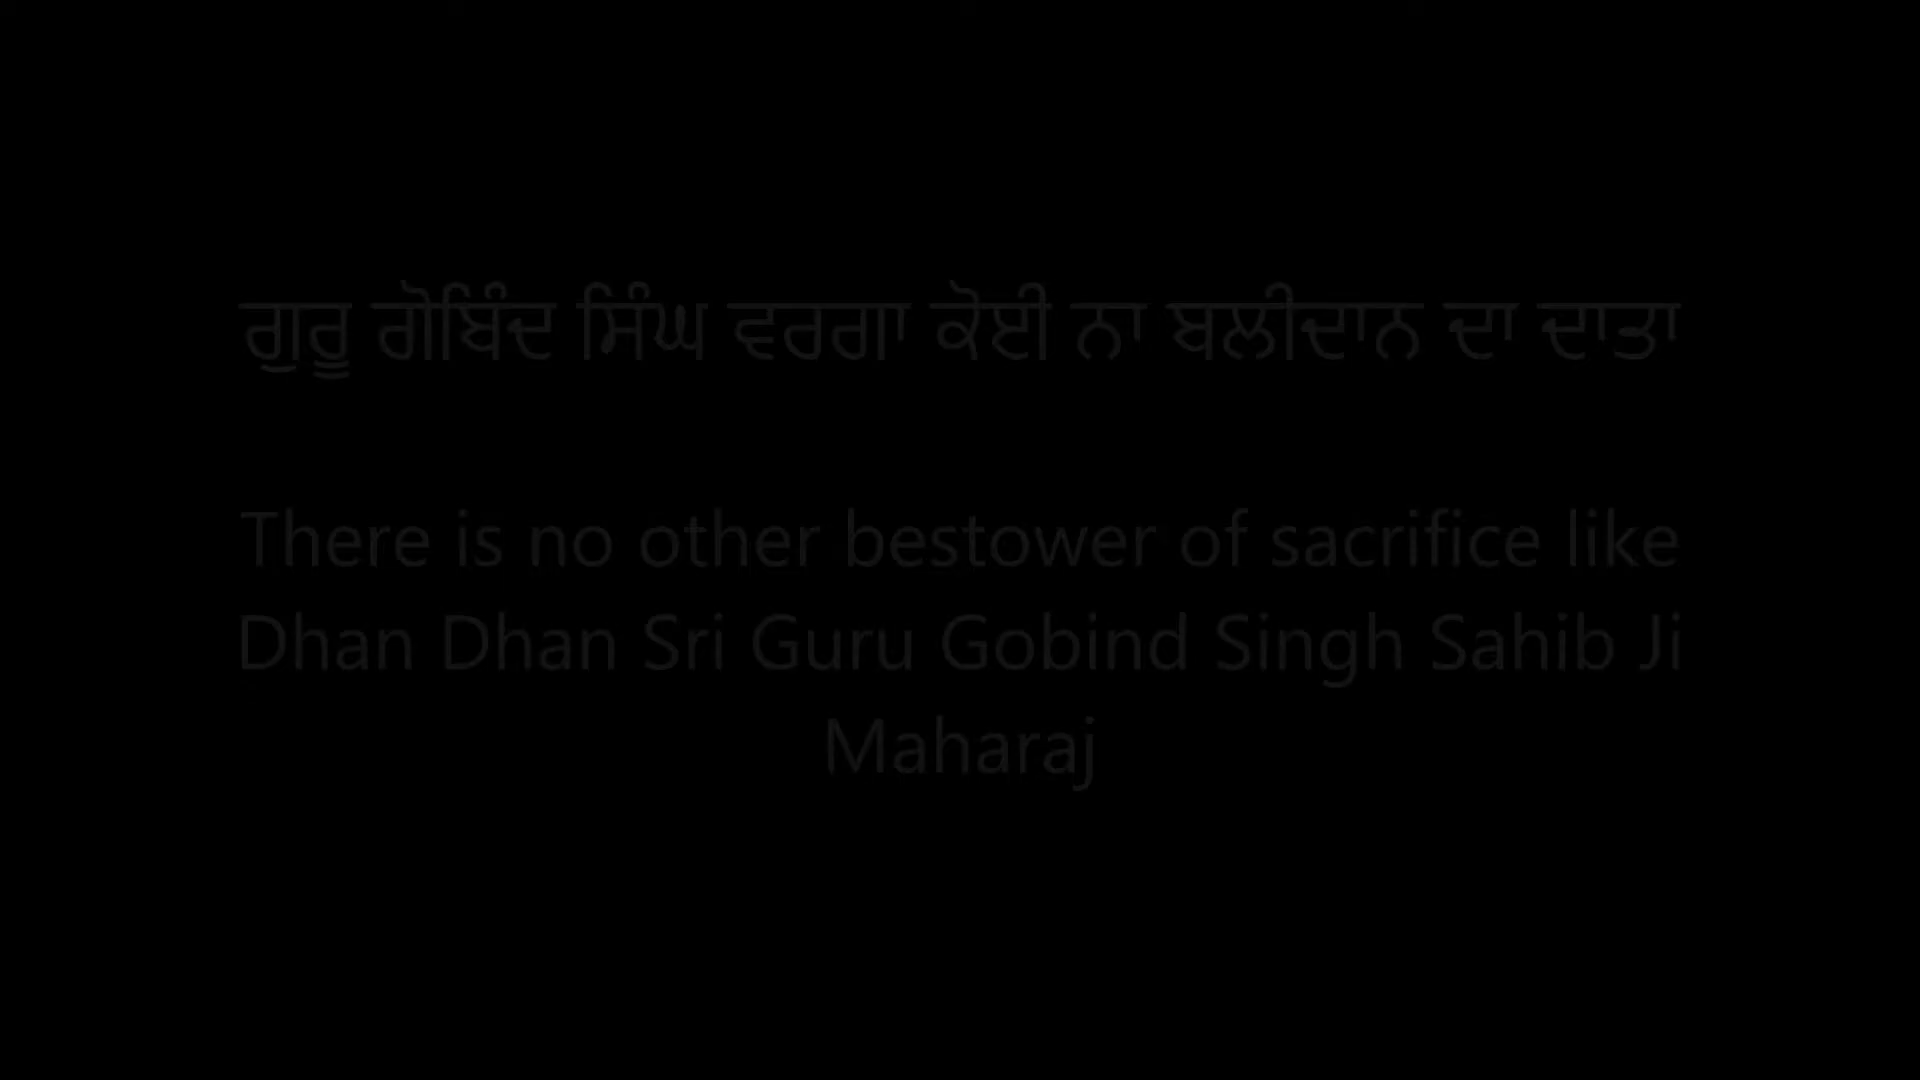 ਗੁਰੂ ਗੋਬਿੰਦ ਸਿੰਘ ਵਰਗਾ ਕੋਈ ਨਾ ਬਲੀਦਾਨ ਦਾ ਦਾਤਾ
There is no other bestower of sacrifice like
Dhan Dhan Sri Guru Gobind Singh Sahib Ji
Maharaj